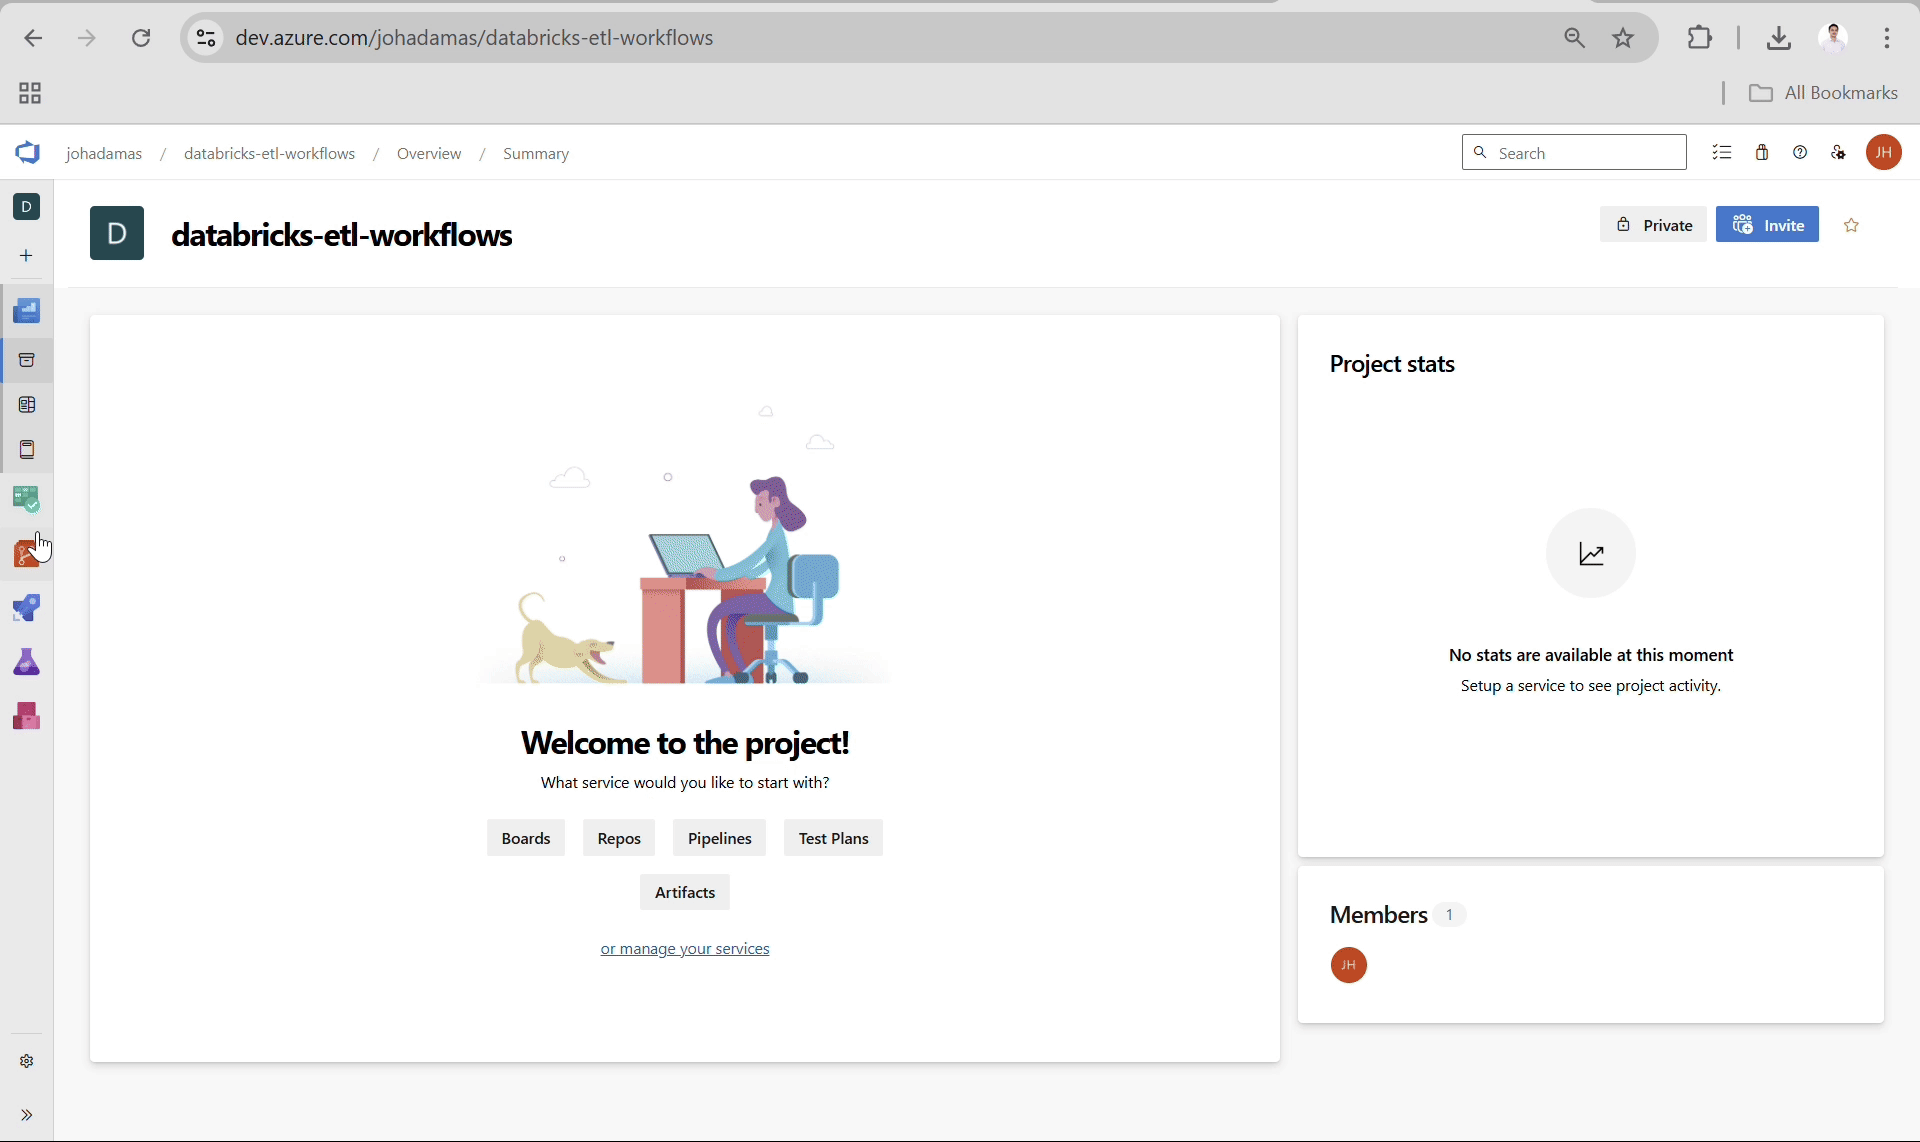 dev.azure.com/johadamas/databricks-etl-workflows
All Bookmarks
johadamas / databricks-etl-workflows / Overview / Summary
Search
JH
D
D
databricks-etl-workflows
Private
Invite
Project stats
No stats are available at this moment
Setup a service to see project activity.
Welcome to the project!
What service would you like to start with?
Boards
Repos
Pipelines
Test Plans
Artifacts
or manage your services
Members 1
JH